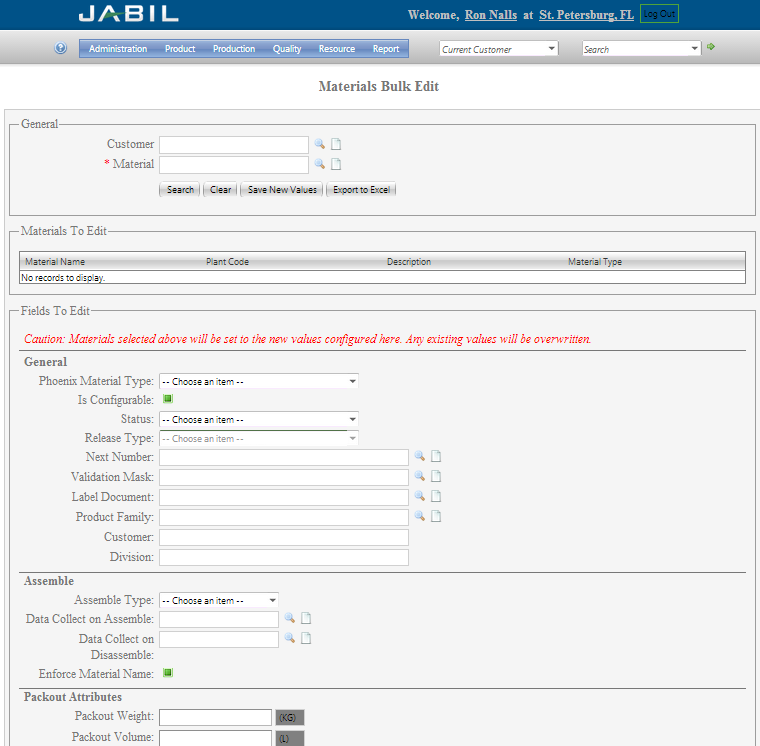 JABIL
Welcome, Ron Nalls at St. Petersburg, FL Log Out
? Administration Product Production Quality Resource Report Current Customer Search
Materials Bulk Edit
General
Customer
* Material
Search Clear Save New Values Export to Excel
Materials To Edit
Material Name Plant Code Description Material Type
No records to display.
Fields To Edit
Caution: Materials selected above will be set to the new values configured here. Any existing values will be overwritten.
General
Phoenix Material Type: -- Choose an item --
Is Configurable:
Status: -- Choose an item --
Release Type: -- Choose an item --
Next Number:
Validation Mask:
Label Document:
Product Family:
Customer:
Division:
Assemble
Assemble Type: -- Choose an item --
Data Collect on Assemble:
Data Collect on
Disassemble:
Enforce Material Name:
Packout Attributes
Packout Weight: (KG)
Packout Volume: (L)